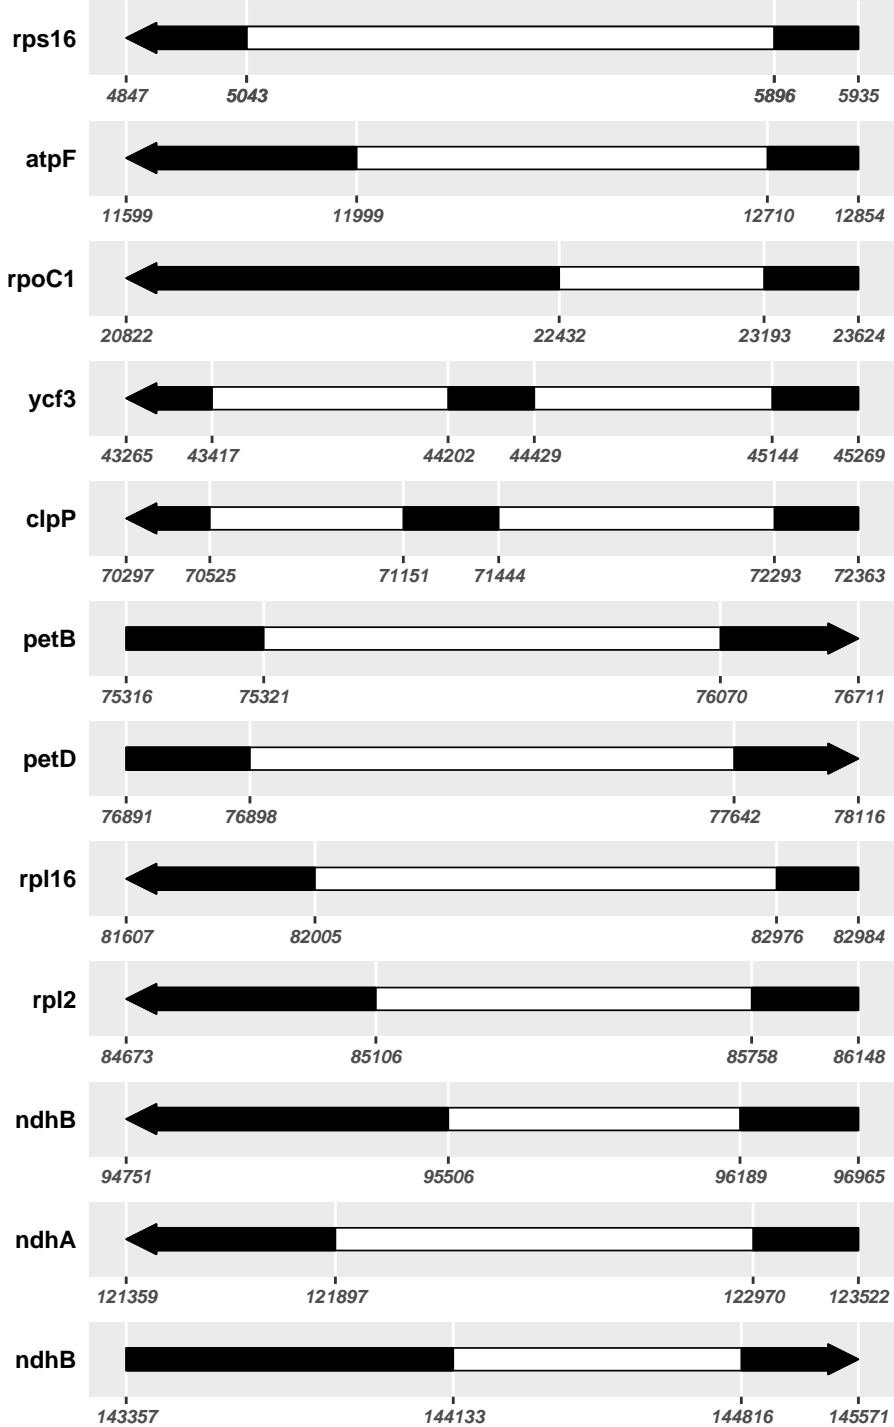 rps16
4847 5043 5896 5935
atpF
11599 11999 12710 12854
rpoC1
20822 22432 23193 23624
ycf3
43265 43417 44202 44429 45144 45269
clpP
70297 70525 71151 71444 72293 72363
petB
75316 75321 76070 76711
petD
76891 76898 77642 78116
rpl16
81607 82005 82976 82984
rpl2
84673 85106 85758 86148
ndhB
94751 95506 96189 96965
ndhA
121359 121897 122970 123522
ndhB
143357 144133 144816 145571